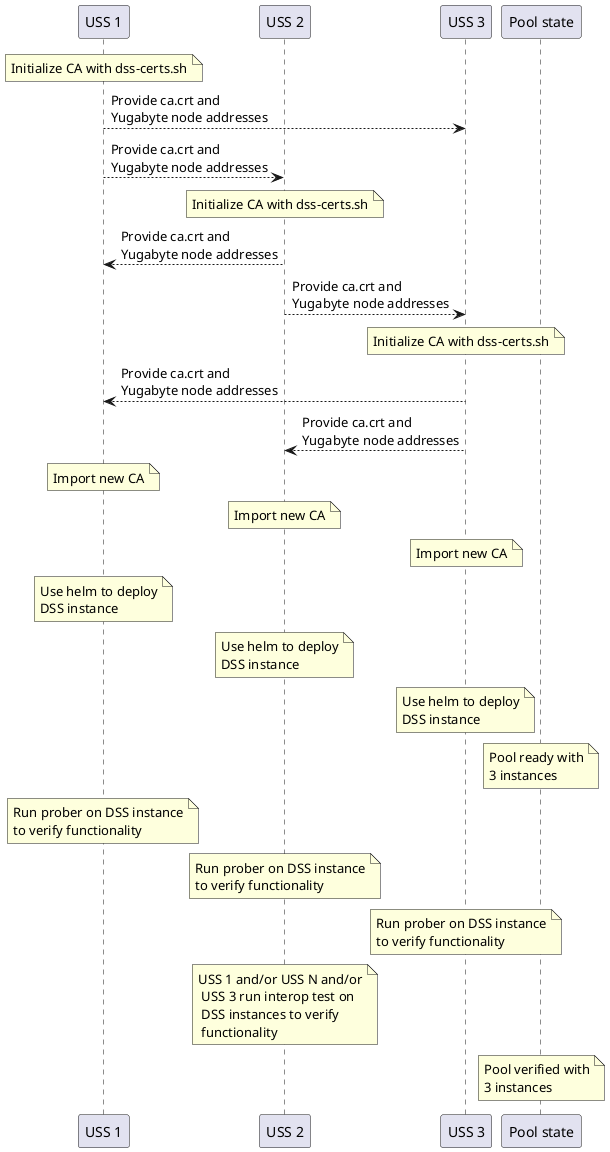 USS 1
USS 2
USS 3
Pool state
Initialize CA with dss-certs.sh
Provide ca.crt and
Yugabyte node addresses
Provide ca.crt and
Yugabyte node addresses
Initialize CA with dss-certs.sh
Provide ca.crt and
Yugabyte node addresses
Provide ca.crt and
Yugabyte node addresses
Initialize CA with dss-certs.sh
Provide ca.crt and
Yugabyte node addresses
Provide ca.crt and
Yugabyte node addresses
Import new CA
Import new CA
Import new CA
Use helm to deploy
DSS instance
Use helm to deploy
DSS instance
Use helm to deploy
DSS instance
Pool ready with
3 instances
Run prober on DSS instance
to verify functionality
Run prober on DSS instance
to verify functionality
Run prober on DSS instance
to verify functionality
USS 1 and/or USS N and/or
USS 3 run interop test on
DSS instances to verify
functionality
Pool verified with
3 instances
USS 1
USS 2
USS 3
Pool state